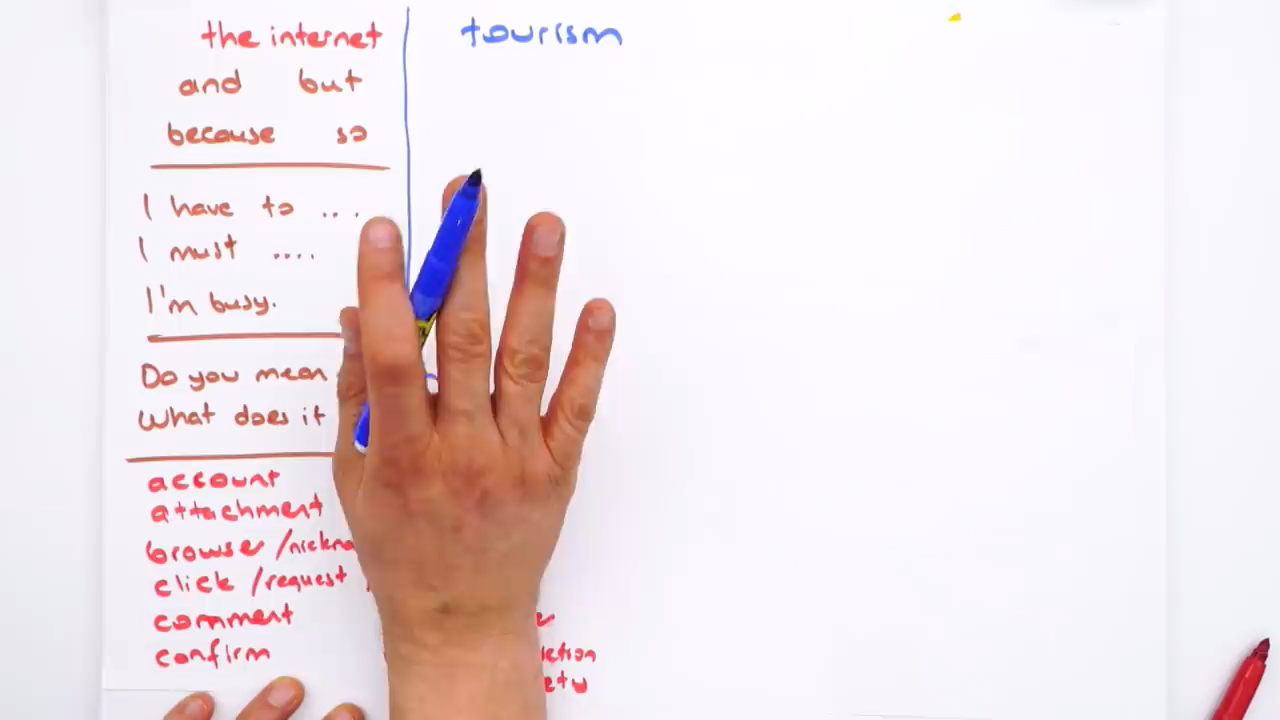 the internet
and but
because so
I have to ....
I must ....
I'm busy.
Do you mean
What does it
account
attachment
browser /
click /request
comment
confirm
tourism